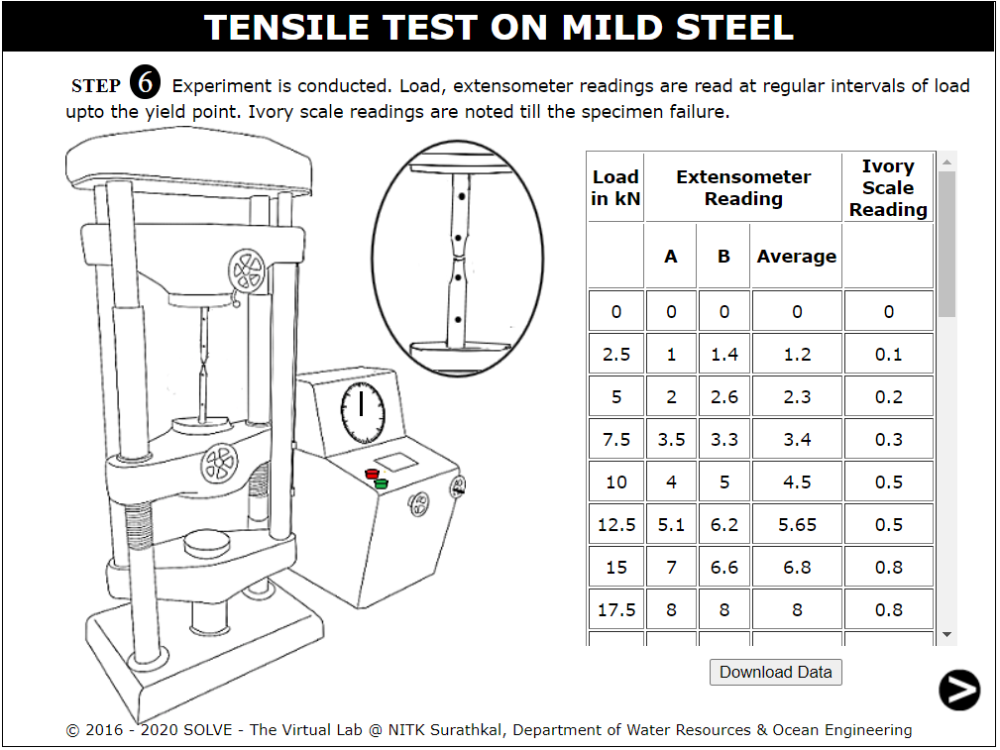 TENSILE TEST ON MILD STEEL
STEP 6 Experiment is conducted. Load, extensometer readings are read at regular intervals of load
upto the yield point. Ivory scale readings are noted till the specimen failure.
Load in kN Extensometer Reading Ivory Scale Reading
A B Average
0 0 0 0 0
2.5 1 1.4 1.2 0.1
5 2 2.6 2.3 0.2
7.5 3.5 3.3 3.4 0.3
10 4 5 4.5 0.5
12.5 5.1 6.2 5.65 0.5
15 7 6.6 6.8 0.8
17.5 8 8 8 0.8
Download Data
© 2016 - 2020 SOLVE - The Virtual Lab @ NITK Surathkal, Department of Water Resources & Ocean Engineering